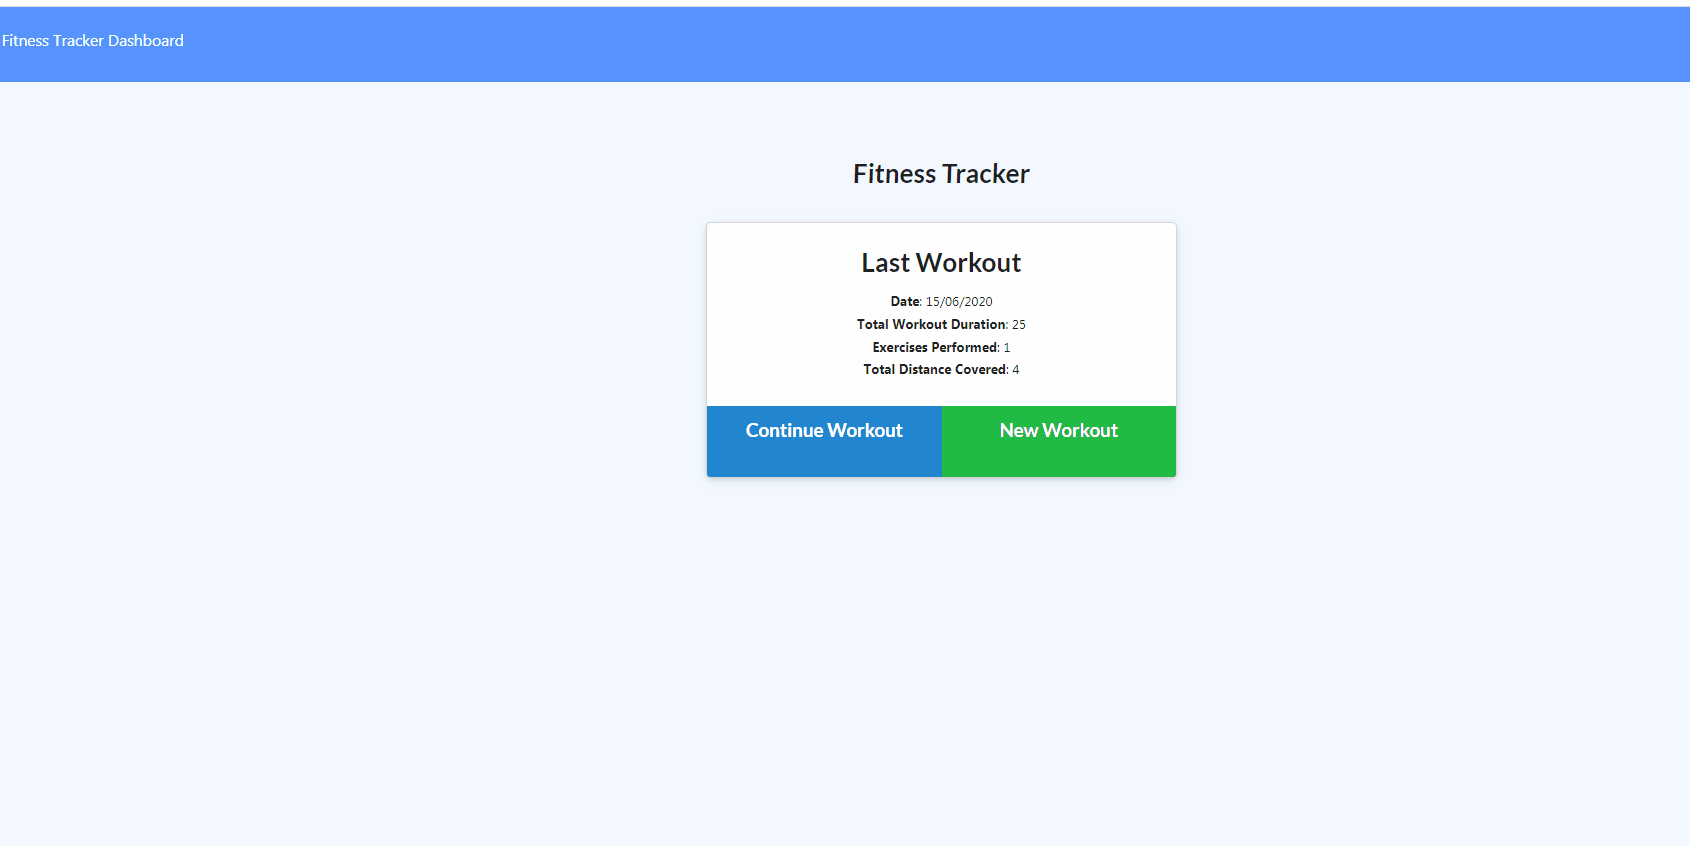 Fitness Tracker Dashboard
Fitness Tracker
Last Workout
Date: 15/06/2020
Total Workout Duration: 25
Exercises Performed: 1
Total Distance Covered: 4
Continue Workout New Workout